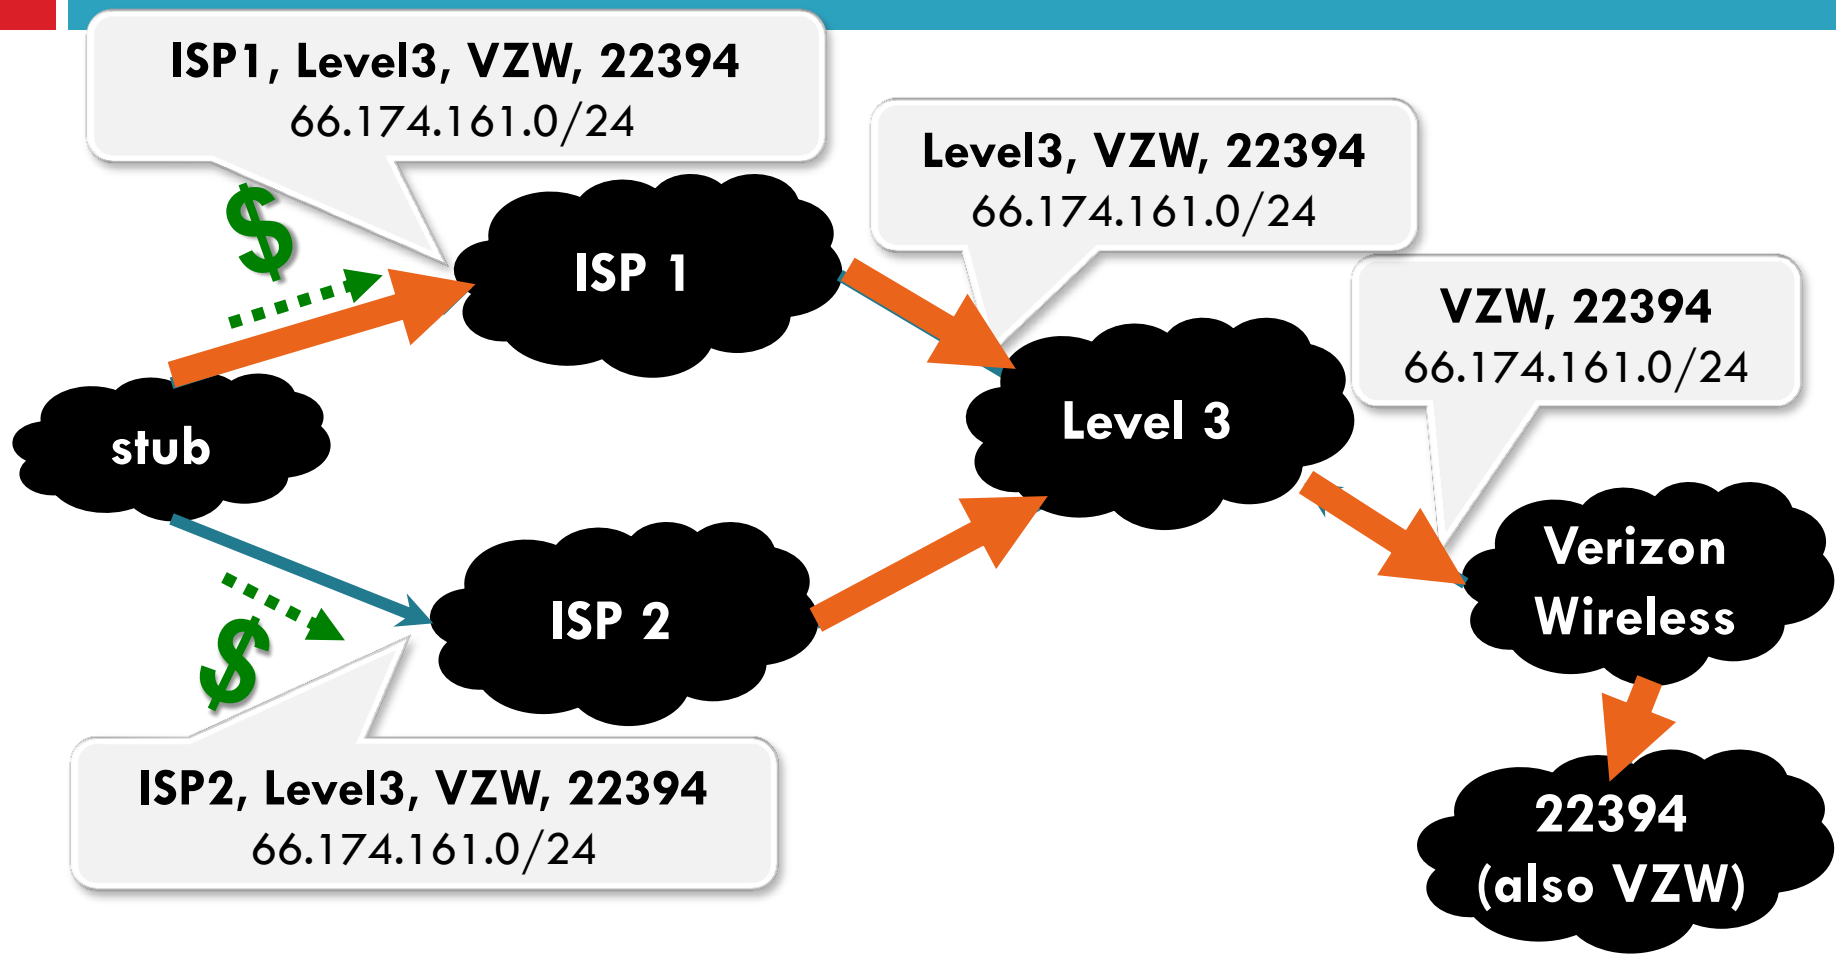 ISP1, Level3, VZW, 22394
66.174.161.0/24
Level3, VZW, 22394
66.174.161.0/24
$
ISP 1
VZW, 22394
66.174.161.0/24
Level 3
stub
Verizon
Wireless
ISP 2
$
ISP2, Level3, VZW, 22394
66.174.161.0/24
22394
(also VZW)